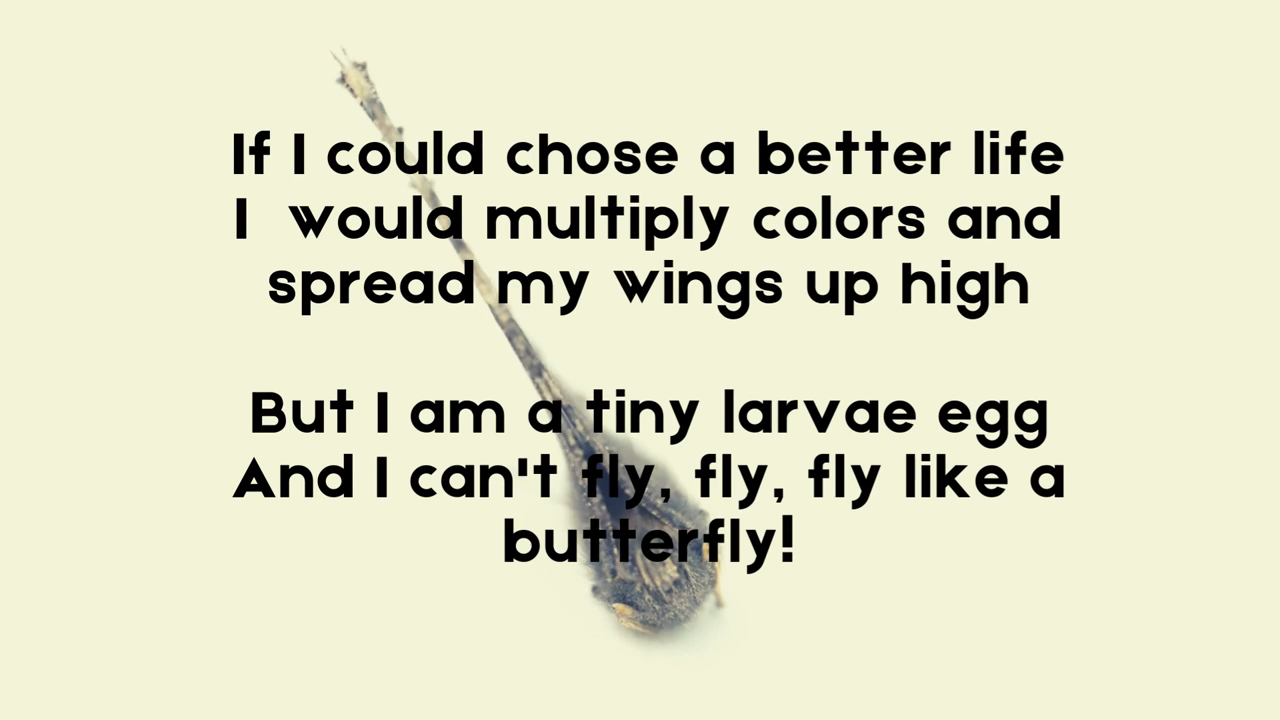 If I could chose a better life
I  would multiply colors and
spread my wings up high
But I am a tiny larvae egg
And I can't fly, fly, fly like a
butterfly!